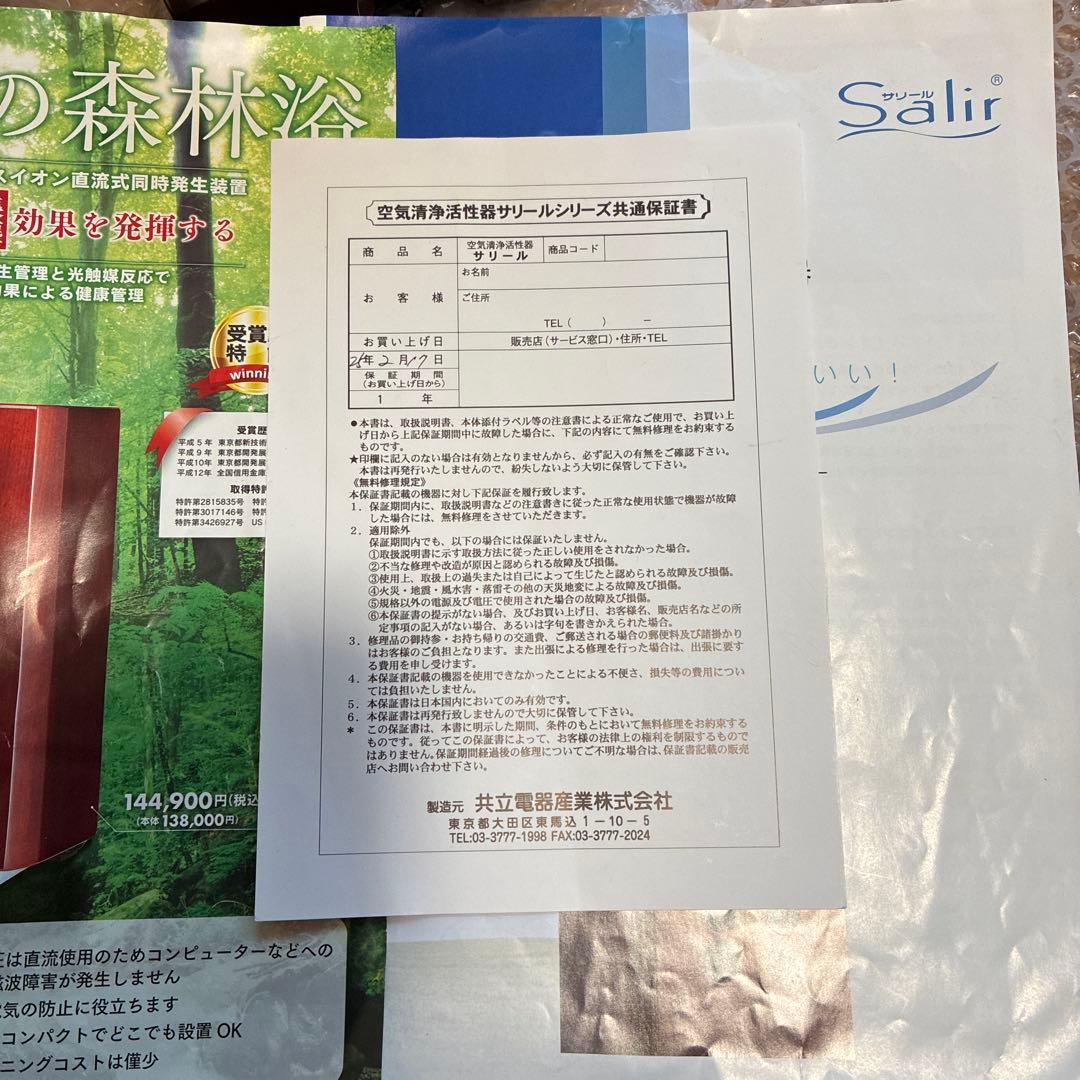 の森林浴
スイオン直流式同時発生装置
効果を発揮する
生管理と光触媒反応で
効果による健康管理
受賞
特
winni
受賞歴
平成5年 東京都新技術
平成9年 東京都開発展
平成10年 東京都開発展
平成12年 全国信用金庫
取得特許
特許第2815835号 特許
特許第3017146号 特許
特許第3426927号 US
144,900円(税込
(本体138,000円)
圧は直流使用のためコンピューターなどへの
磁波障害が発生しません
気の防止に役立ちます
コンパクトでどこでも設置OK
ニングコストは僅少
サリール
Salir®
いい!
空気清浄活性器サリールシリーズ共通保証書
商品名 空気清浄活性器 サリール 商品コード
お客様 お名前
ご住所
TEL( ) −
お買い上げ日 販売店(サービス窓口)・住所・TEL
25年2月17日
保証期間
(お買い上げ日から)
1 年
●本書は、取扱説明書、本体添付ラベル等の注意書による正常なご使用で、お買い上
げ日から上記保証期間中に故障した場合に、下記の内容にて無料修理をお約束する
ものです。
★印欄に記入のない場合は有効となりませんから、必ず記入の有無をご確認下さい。
本書は再発行いたしませんので、紛失しないよう大切に保管して下さい。
《無料修理規定》
本保証書記載の機器に対し下記保証を履行致します。
1．保証期間内に、取扱説明書などの注意書きに従った正常な使用状態で機器が故障
した場合には、無料修理をさせていただきます。
2．適用除外
保証期間内でも、以下の場合には保証いたしません。
①取扱説明書に示す取扱方法に従った正しい使用をされなかった場合。
②不当な修理や改造が原因と認められる故障及び損傷。
③使用上、取扱上の過失または自己によって生じたと認められる故障及び損傷。
④火災・地震・風水害・落雷その他の天災地変による故障及び損傷。
⑤規格以外の電源及び電圧で使用された場合の故障及び損傷。
⑥本保証書の提示がない場合、及びお買い上げ日、お客様名、販売店名などの所
定事項の記入がない場合、あるいは字句を書きかえられた場合。
3．修理品の御持参・お持ち帰りの交通費、ご郵送される場合の郵便料及び諸掛かり
はお客様のご負担となります。また出張による修理を行った場合は、出張に要す
る費用を申し受けます。
4．本保証書記載の機器を使用できなかったことによる不便さ、損失等の費用につい
ては負担いたしません。
5．本保証書は日本国内においてのみ有効です。
6．本保証書は再発行致しませんので大切に保管して下さい。
* この保証書は、本書に明示した期間、条件のもとにおいて無料修理をお約束する
ものです。従ってこの保証書によって、お客様の法律上の権利を制限するもので
はありません。保証期間経過後の修理についてご不明な場合は、保証書記載の販売
店へお問い合わせ下さい。
製造元 共立電器産業株式会社
東京都大田区東馬込1−10−5
TEL:03-3777-1998 FAX:03-3777-2024